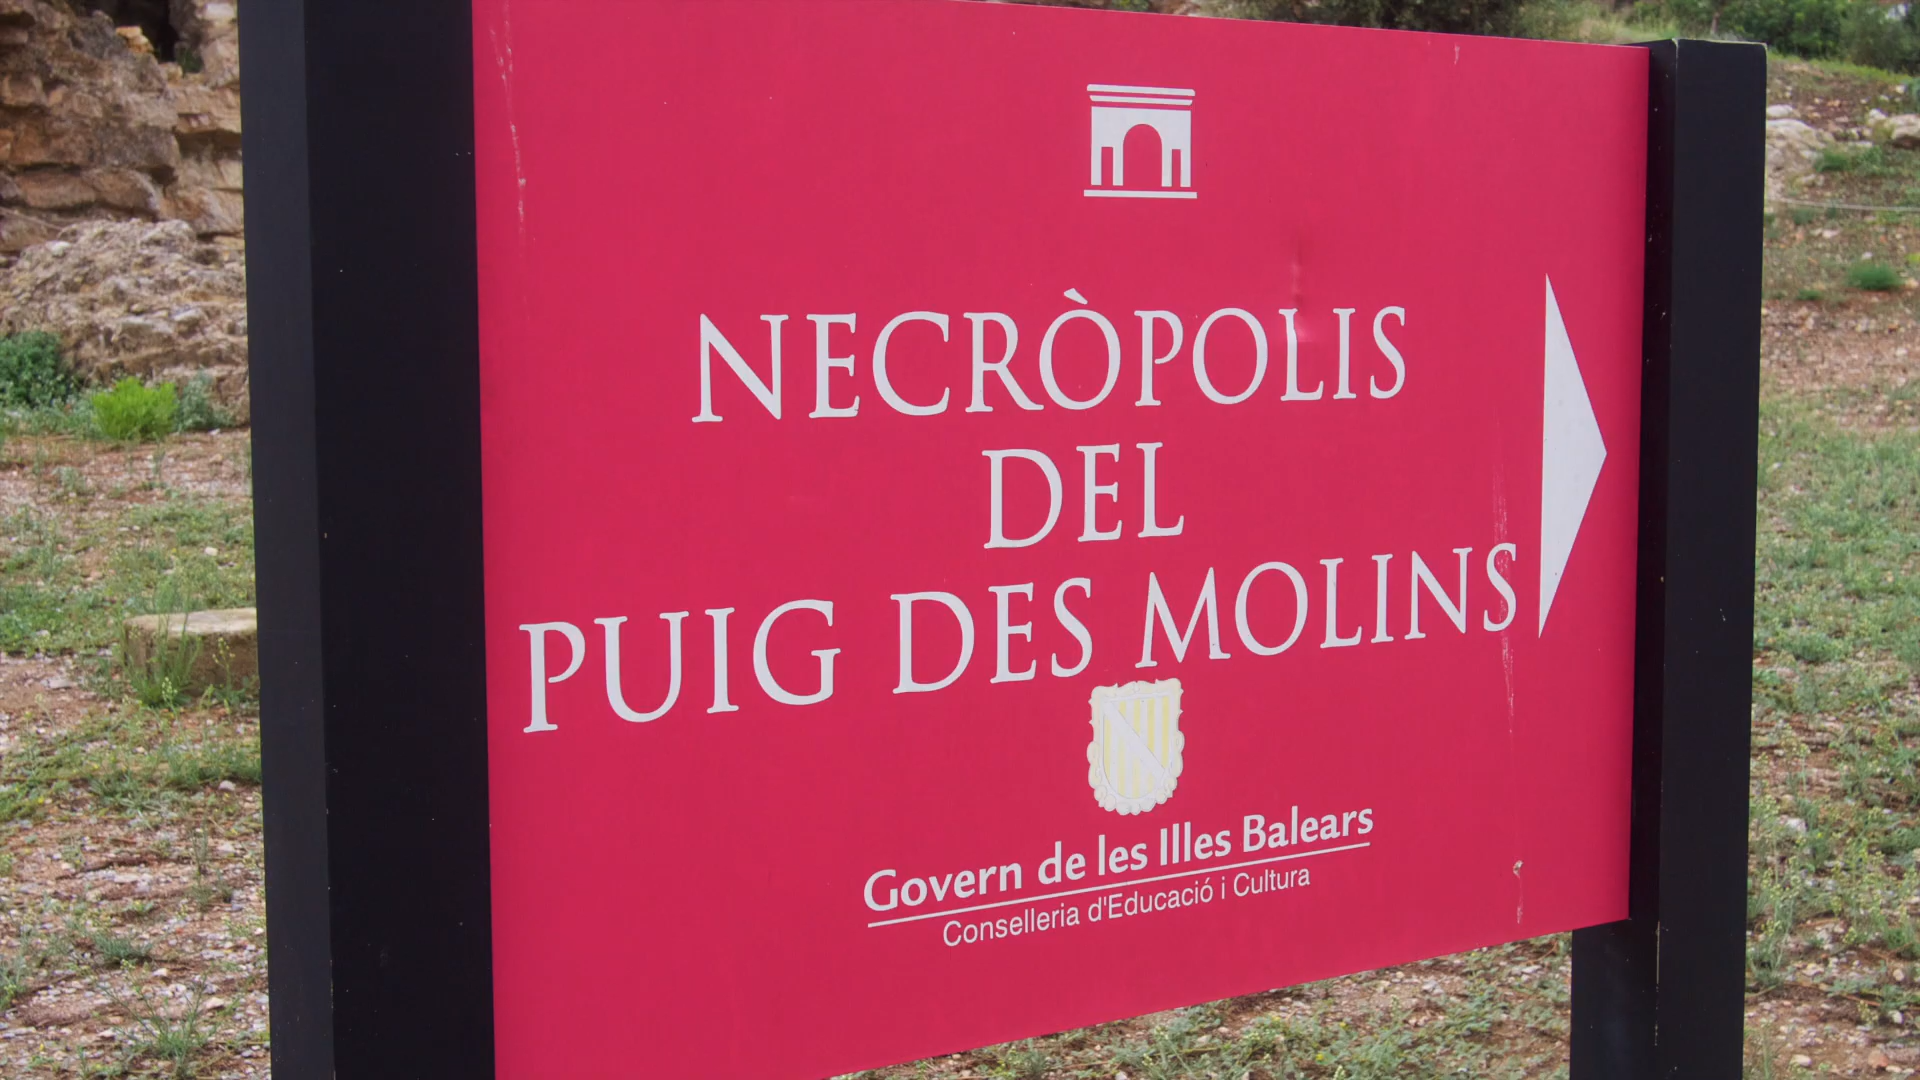 NECRÒPOLIS
DEL
PUIG DES MOLINS
Govern de les Illes Balears
Conselleria d'Educació i Cultura